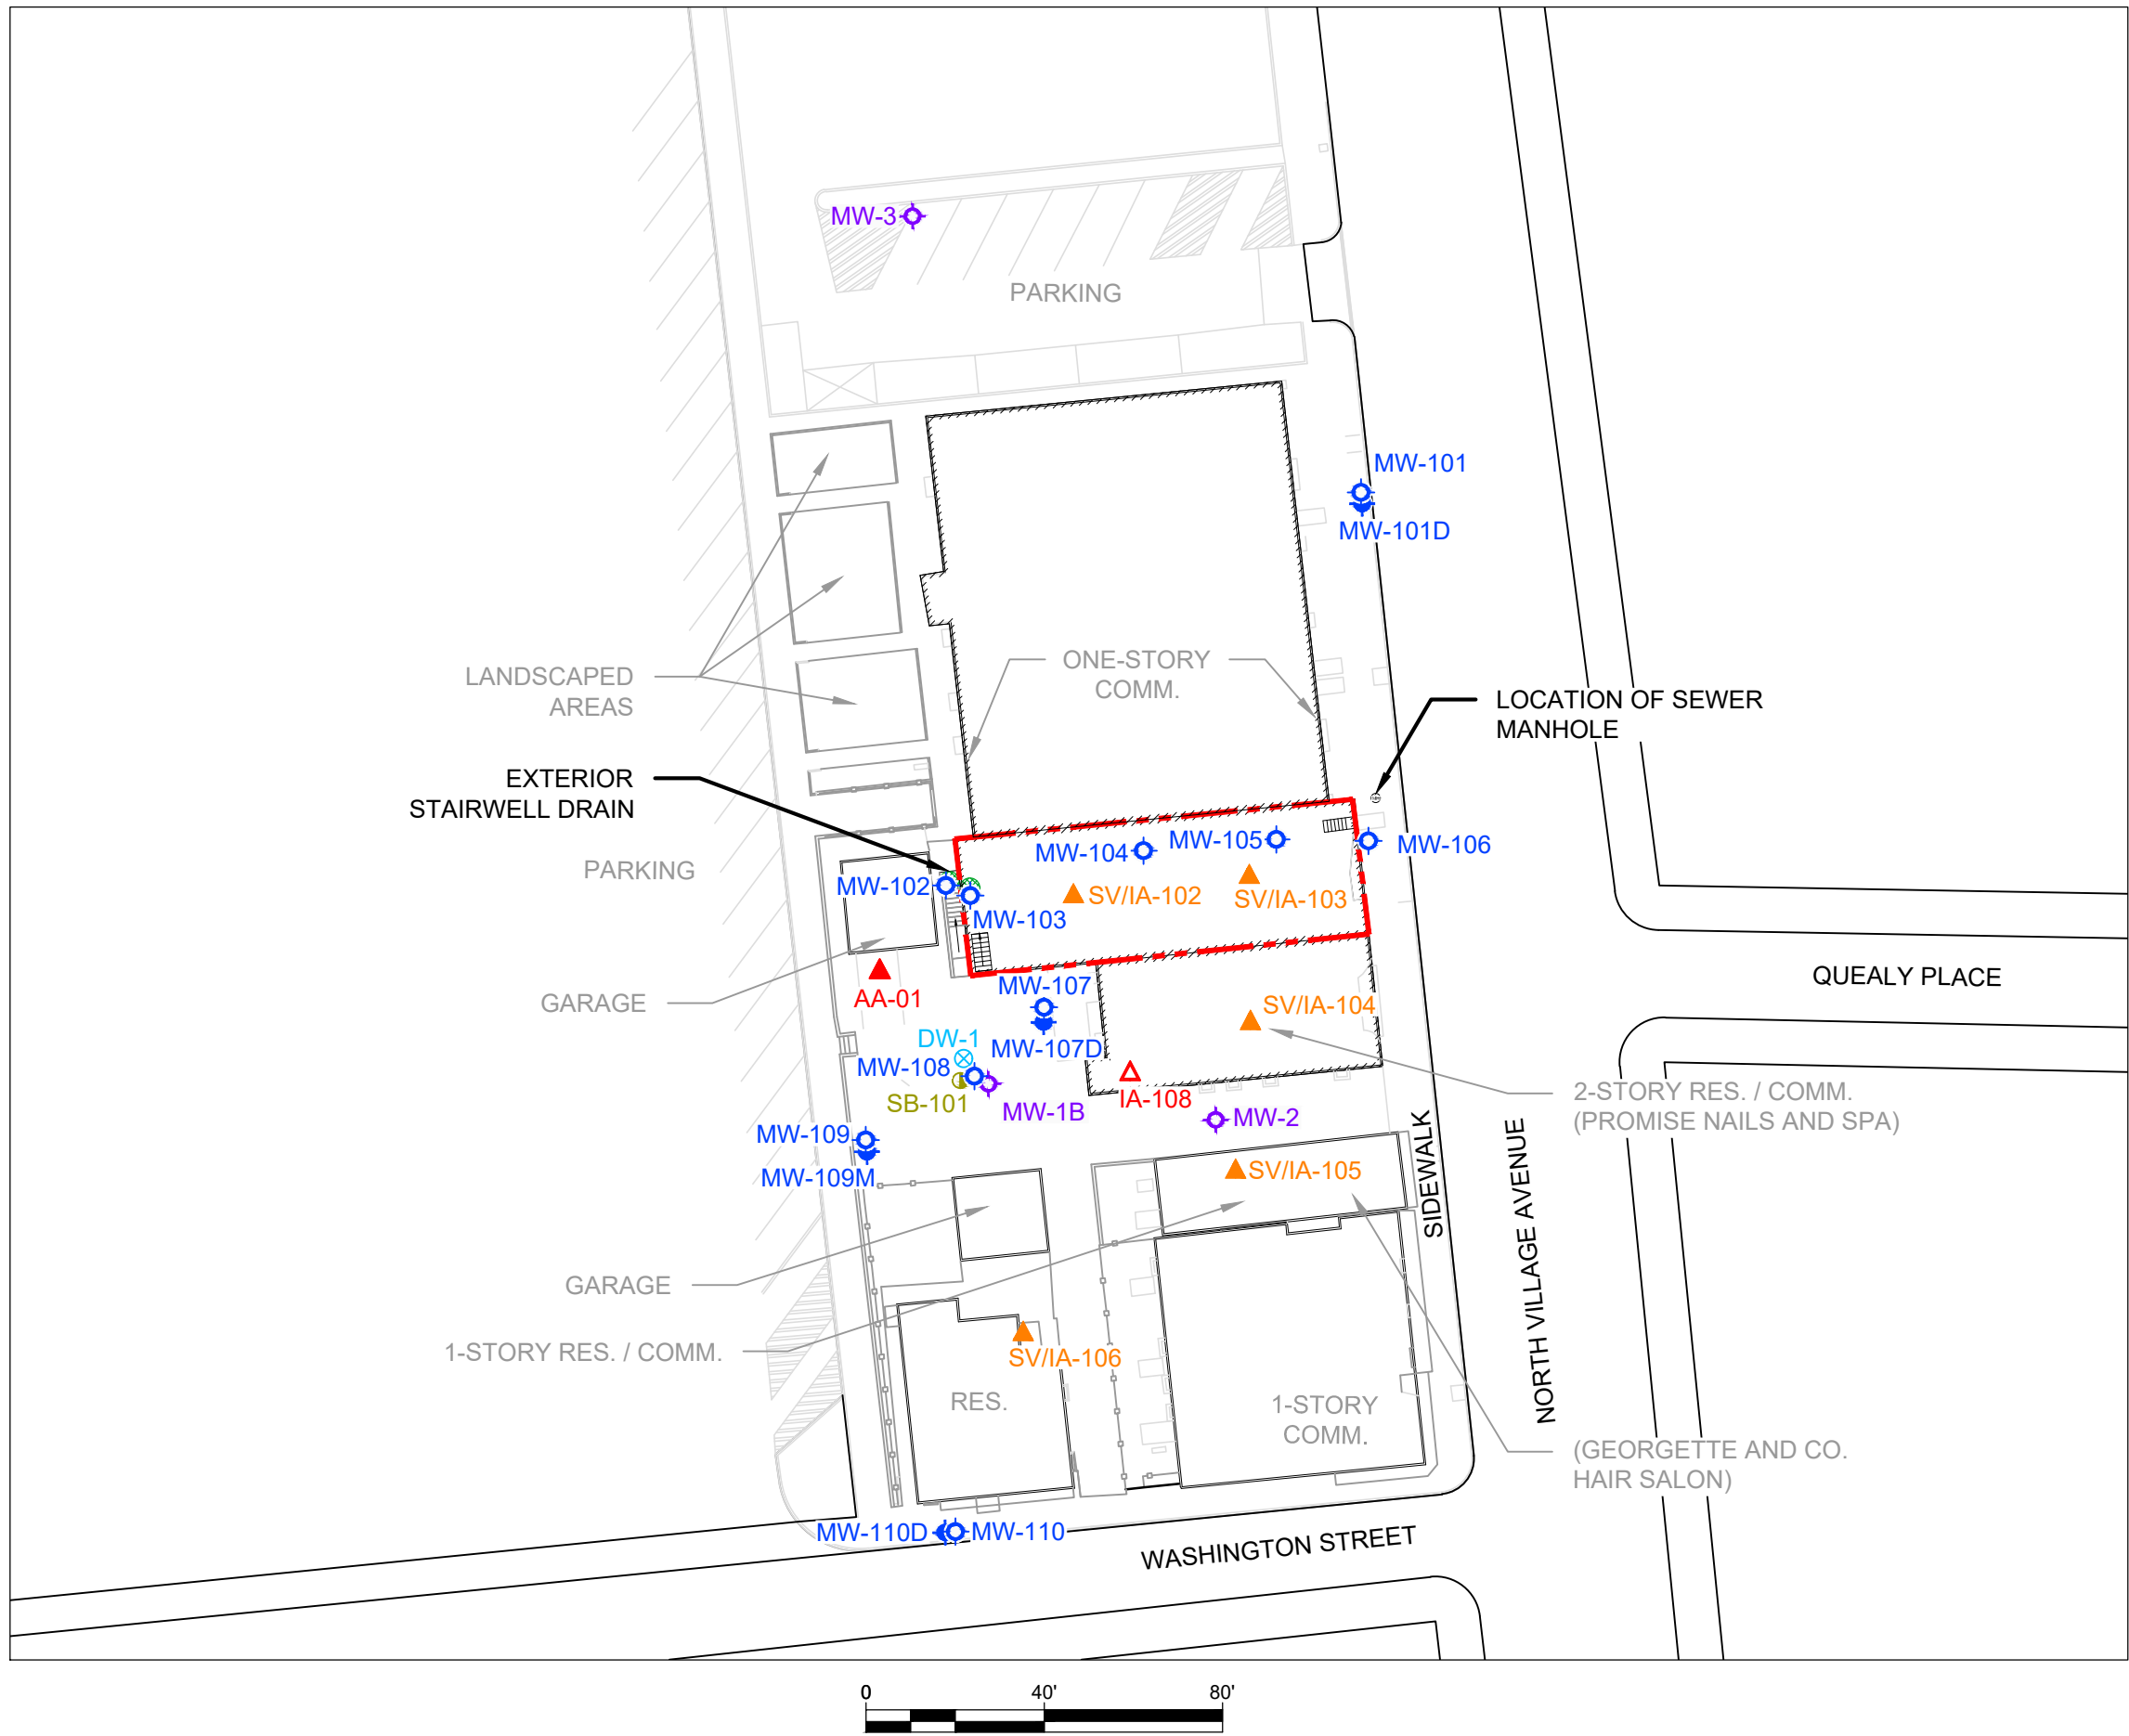 MW-3
PARKING
MW-101
MW-101D
LANDSCAPED
AREAS
ONE-STORY
COMM.
LOCATION OF SEWER
MANHOLE
EXTERIOR
STAIRWELL DRAIN
PARKING
MW-104
MW-105
MW-106
MW-102
SV/IA-102
SV/IA-103
MW-103
GARAGE
AA-01
MW-107
QUEALY PLACE
SV/IA-104
DW-1
MW-107D
MW-108
SB-101
MW-1B
IA-108
MW-2
2-STORY RES. / COMM.
(PROMISE NAILS AND SPA)
MW-109
MW-109M
SV/IA-105
SIDEWALK
NORTH VILLAGE AVENUE
GARAGE
1-STORY RES. / COMM.
SV/IA-106
RES.
1-STORY
COMM.
(GEORGETTE AND CO.
HAIR SALON)
MW-110D
MW-110
WASHINGTON STREET
0 40' 80'